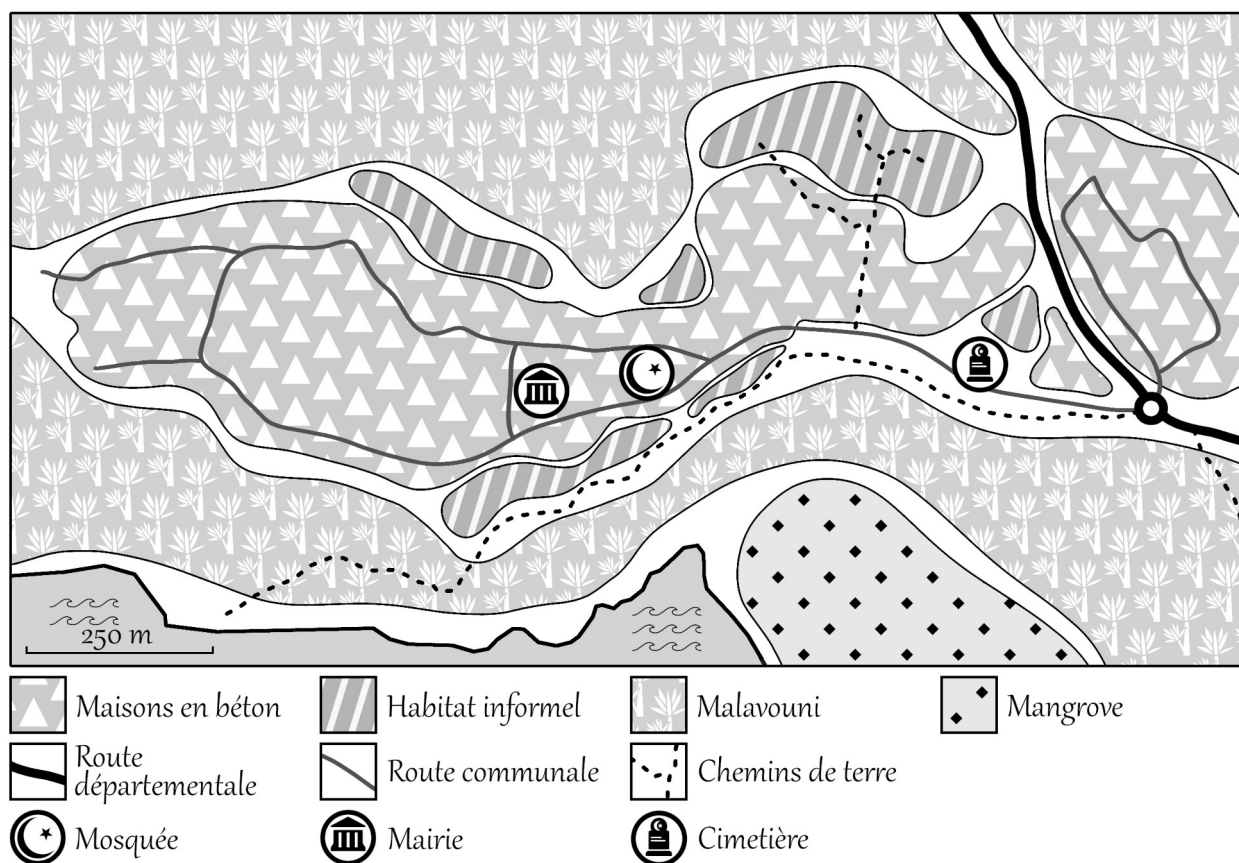 250 m
Maisons en béton
Habitat informel
Malavouni
Mangrove
Route
départementale
Route communale
Chemins de terre
Mosquée
Mairie
Cimetière